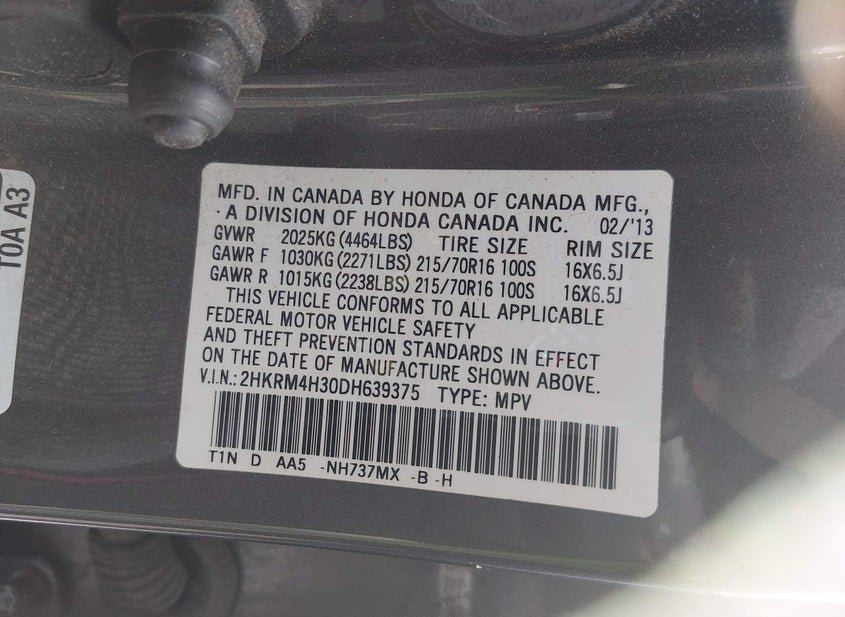 TOA A3
MFD. IN CANADA BY HONDA OF CANADA MFG.,
A DIVISION OF HONDA CANADA INC. 02/'13
GVWR 2025KG (4464LBS) TIRE SIZE RIM SIZE
GAWR F 1030KG (2271LBS) 215/70R16 100S 16X6.5J
GAWR R 1015KG (2238LBS) 215/70R16 100S 16X6.5J
THIS VEHICLE CONFORMS TO ALL APPLICABLE
FEDERAL MOTOR VEHICLE SAFETY
AND THEFT PREVENTION STANDARDS IN EFFECT
ON THE DATE OF MANUFACTURE SHOWN ABOVE.
V.I.N.: 2HKRM4H30DH639375 TYPE: MPV
T1N D AA5 -NH737MX -B -H